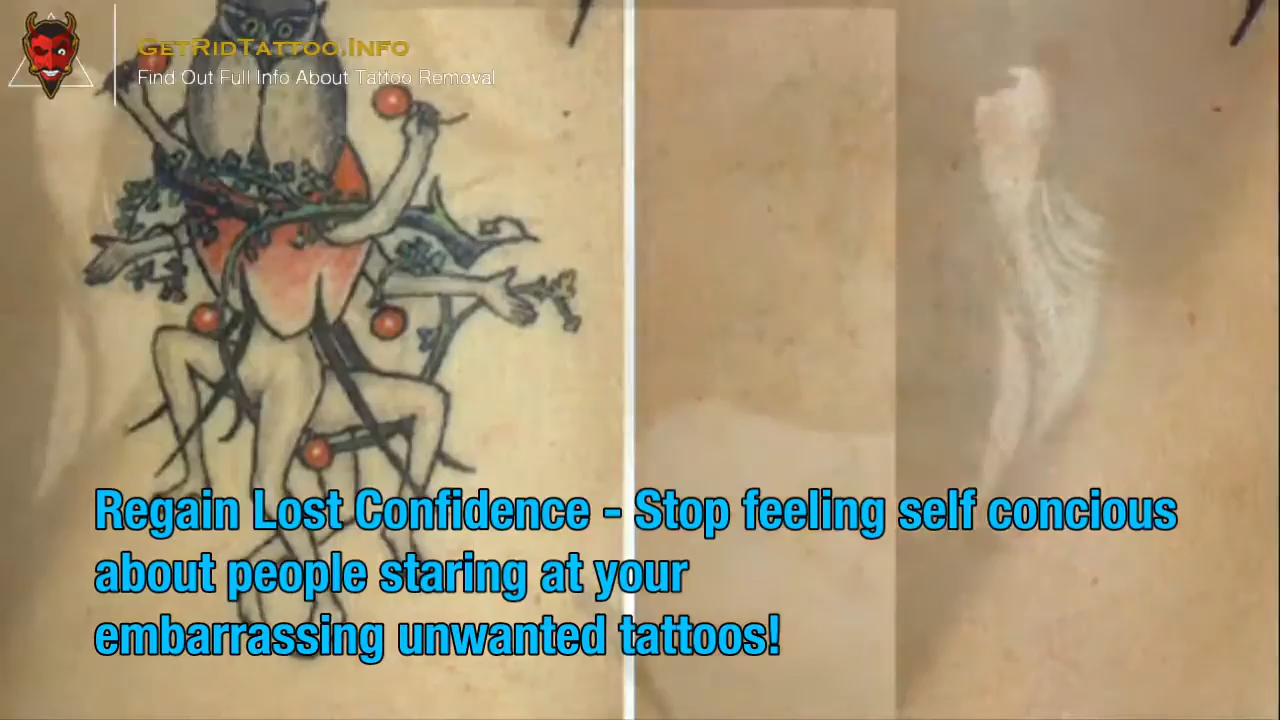 GetRidTattoo.Info
Find Out Full Info About Tattoo Removal
Regain Lost Confidence - Stop feeling self concious
about people staring at your
embarrassing unwanted tattoos!